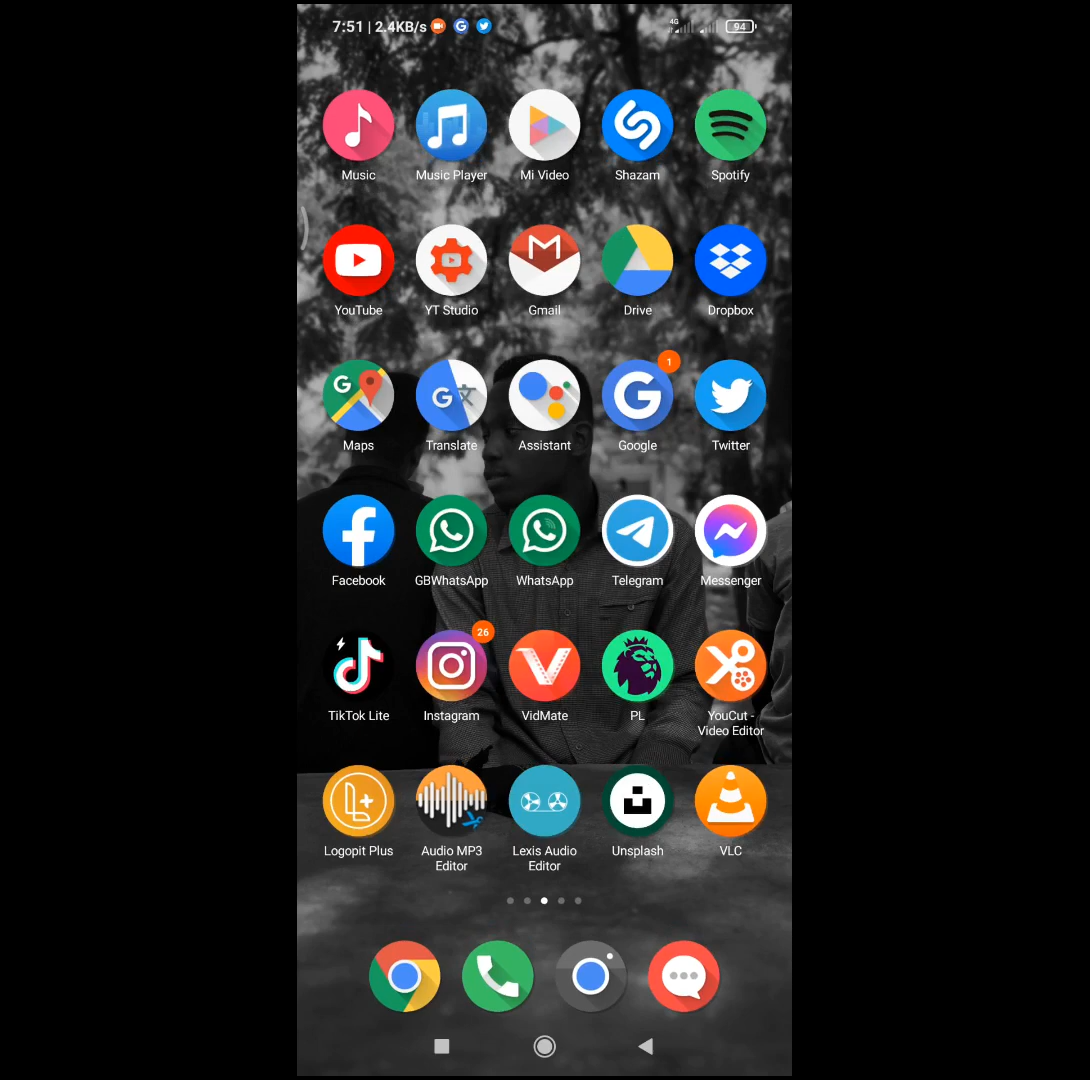 7:51 | 2.4KB/s
4G
94
Music
Music Player
Mi Video
Shazam
Spotify
YouTube
YT Studio
Gmail
Drive
Dropbox
1
Maps
Translate
Assistant
Google
Twitter
Facebook
GBWhatsApp
WhatsApp
Telegram
Messenger
26
TikTok Lite
Instagram
VidMate
PL
YouCut -
Video Editor
Logopit Plus
Audio MP3
Editor
Lexis Audio
Editor
Unsplash
VLC